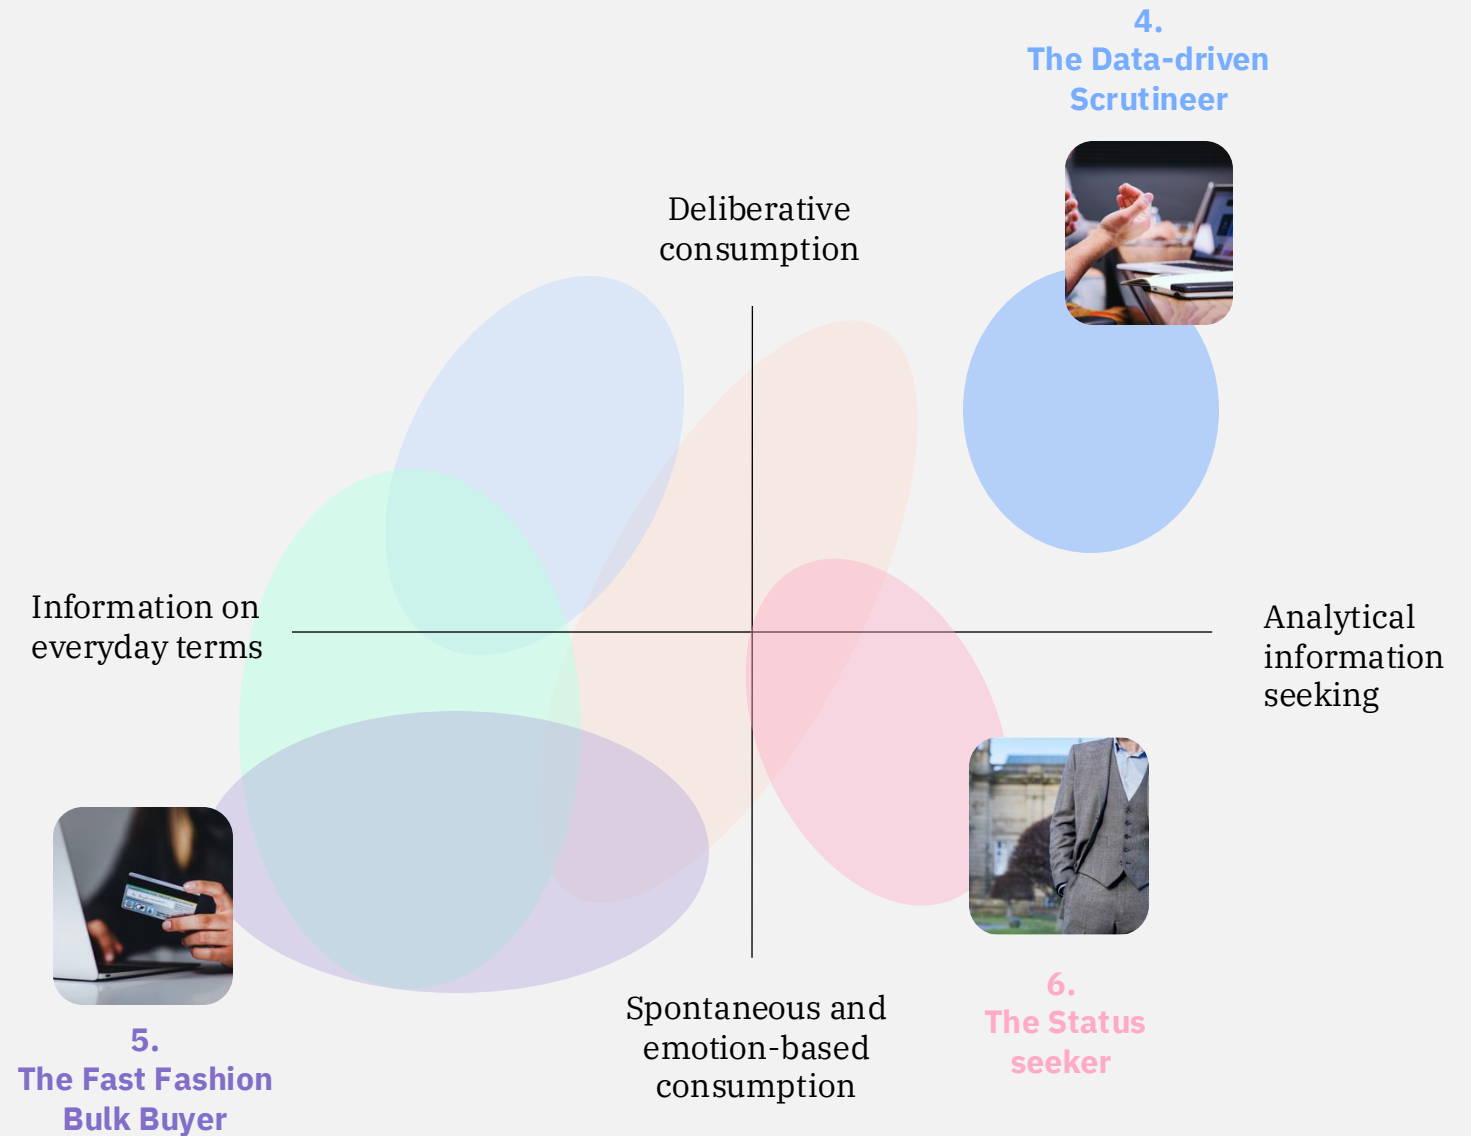 4.
The Data-driven
Scrutineer
Deliberative
consumption
Information on
everyday terms
Analytical
information
seeking
5.
The Fast Fashion
Bulk Buyer
Spontaneous and
emotion-based
consumption
6.
The Status
seeker